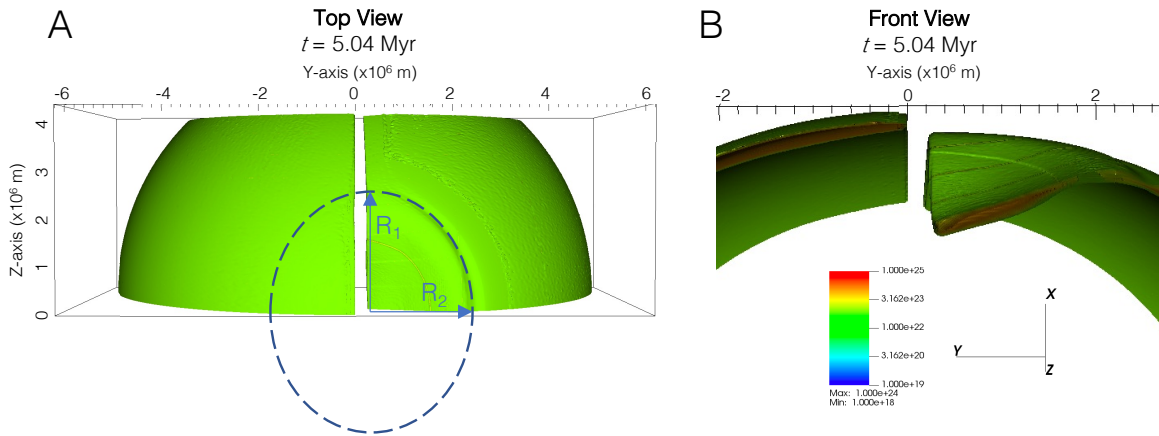 A
Top View
t = 5.04 Myr
Y-axis (x10⁶ m)
-6 -4 -2 0 2 4 6
Z-axis (x10⁶ m)
4
3
2
1
0
R₁
R₂
B
Front View
t = 5.04 Myr
Y-axis (x10⁶ m)
-2 0 2
1.000e+25
3.162e+23
1.000e+22
3.162e+20
1.000e+19
Max: 1.000e+24
Min: 1.000e+18
X
Y
Z